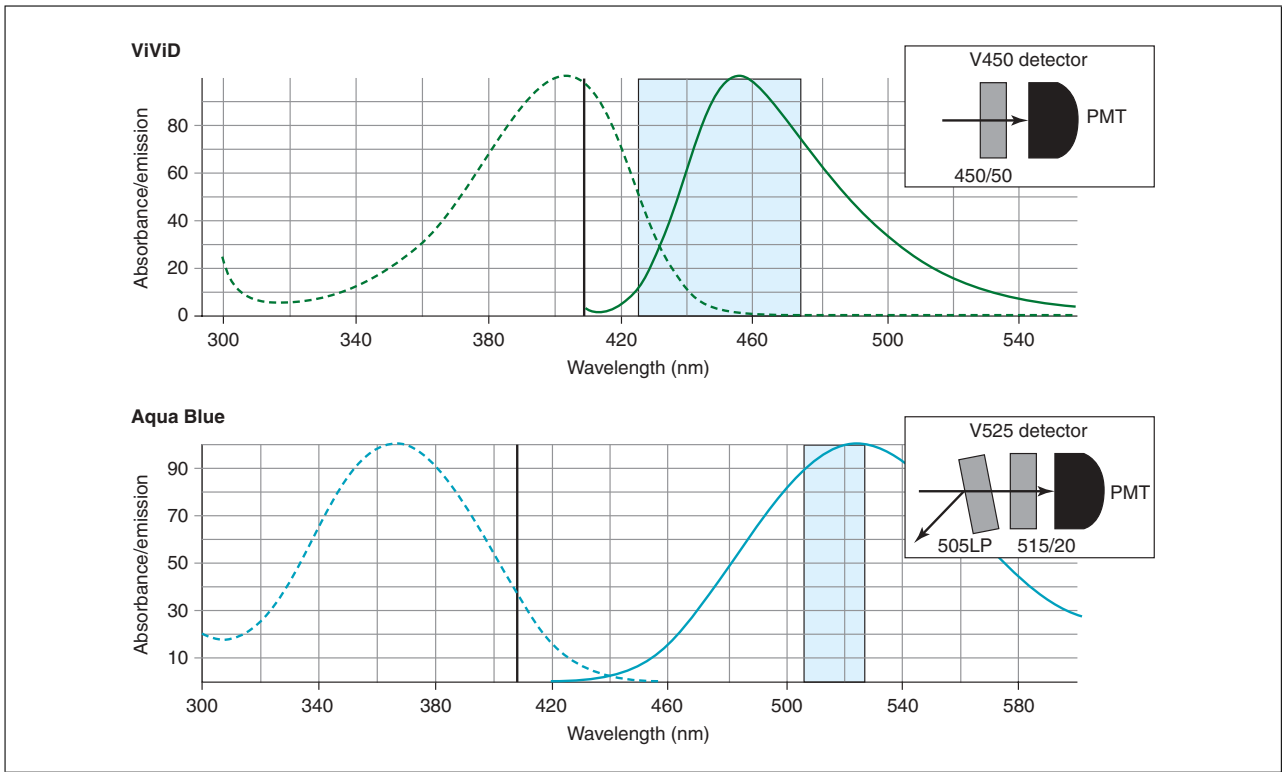 ViViD
V450 detector
PMT
450/50
Absorbance/emission
80
60
40
20
0
300 340 380 420 460 500 540
Wavelength (nm)
Aqua Blue
V525 detector
PMT
505LP 515/20
Absorbance/emission
90
70
50
30
10
300 340 380 420 460 500 540 580
Wavelength (nm)